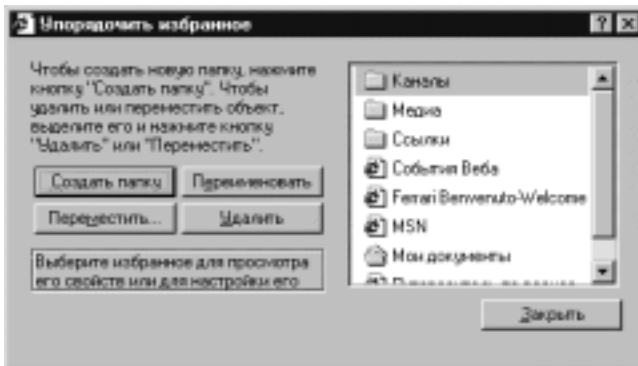 Упорядочить избранное
Чтобы создать новую папку, нажмите
кнопку "Создать папку". Чтобы
удалить или переместить объект,
выделите его и нажмите кнопку
"Удалить" или "Переместить".
Создать папку
Переименовать
Переместить...
Удалить
Выберите избранное для просмотра
его свойств или для настройки его
Каналы
Медиа
Ссылки
События Веба
Ferrari Benvenuto-Welcome
MSN
Мои документы
Закрыть